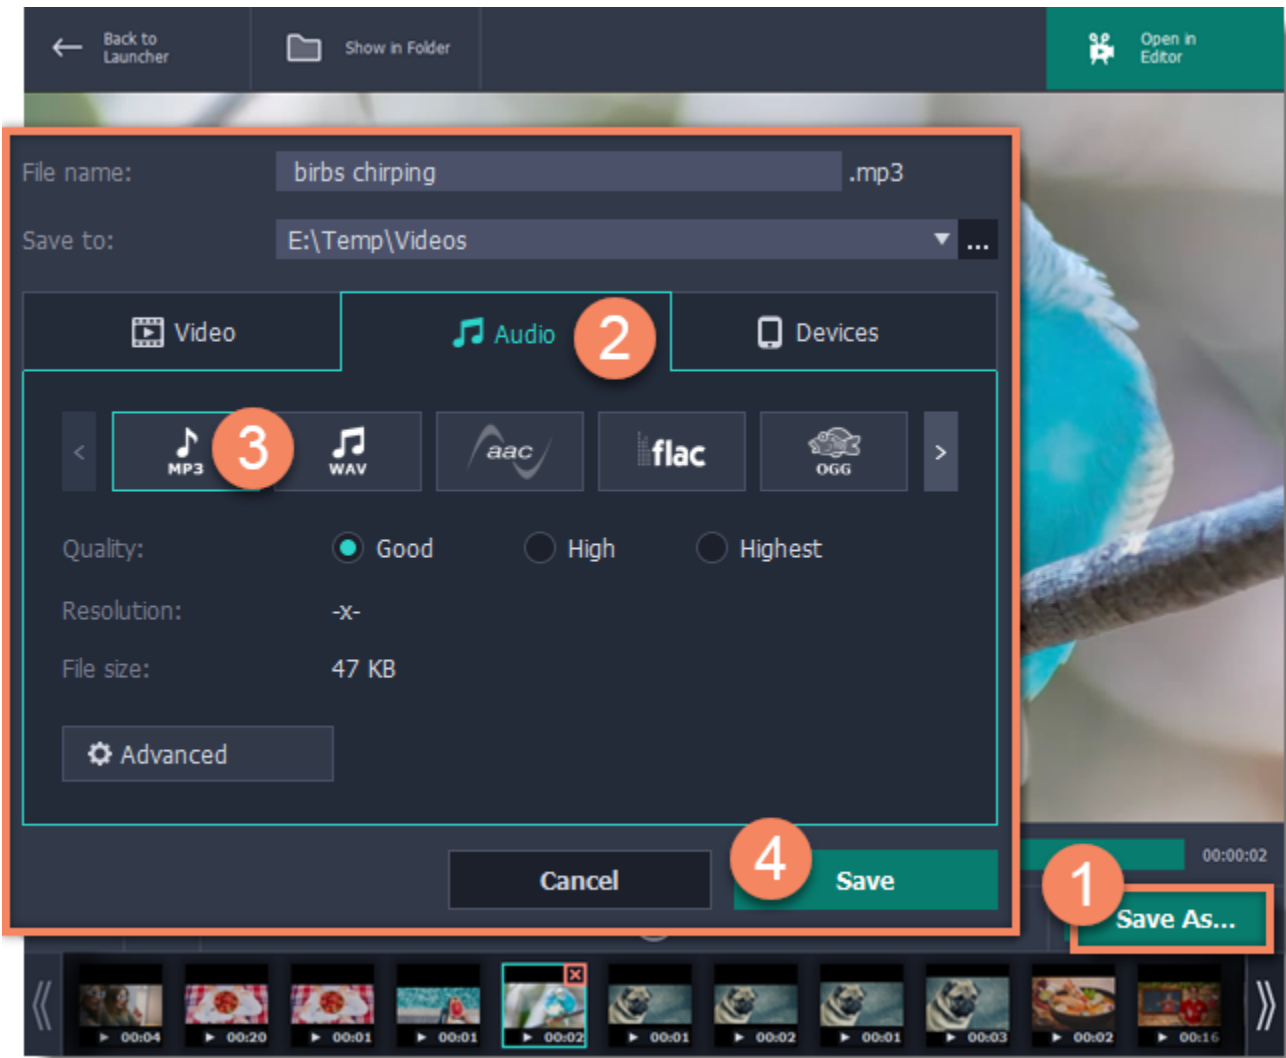 Back to
Launcher
Show in Folder
Open in
Editor
File name:
birbs chirping
.mp3
Save to:
E:\Temp\Videos
...
Video
Audio
2
Devices
<
MP3
3
WAV
aac
flac
OGG
>
Quality:
Good
High
Highest
Resolution:
-x-
File size:
47 KB
Advanced
Cancel
4
Save
00:00:02
1
Save As...
00:04
00:20
00:01
00:01
00:02
00:01
00:02
00:01
00:03
00:02
00:16